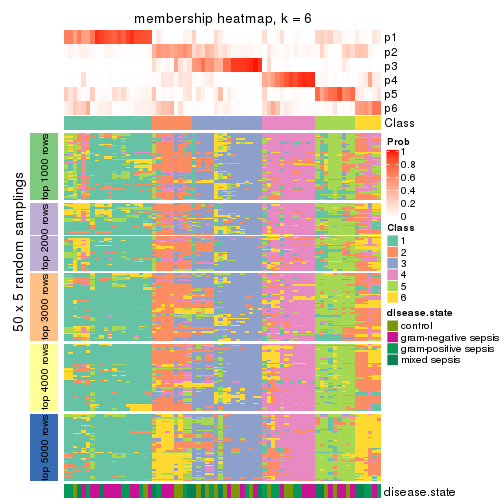 membership heatmap, k = 6
p1
p2
p3
p4
p5
p6
Class
50 x 5 random samplings
top 1000 rows
top 2000 rows
top 3000 rows
top 4000 rows
top 5000 rows
Prob
1
0.8
0.6
0.4
0.2
0
Class
1
2
3
4
5
6
disease.state
control
gram-negative sepsis
gram-positive sepsis
mixed sepsis
disease.state